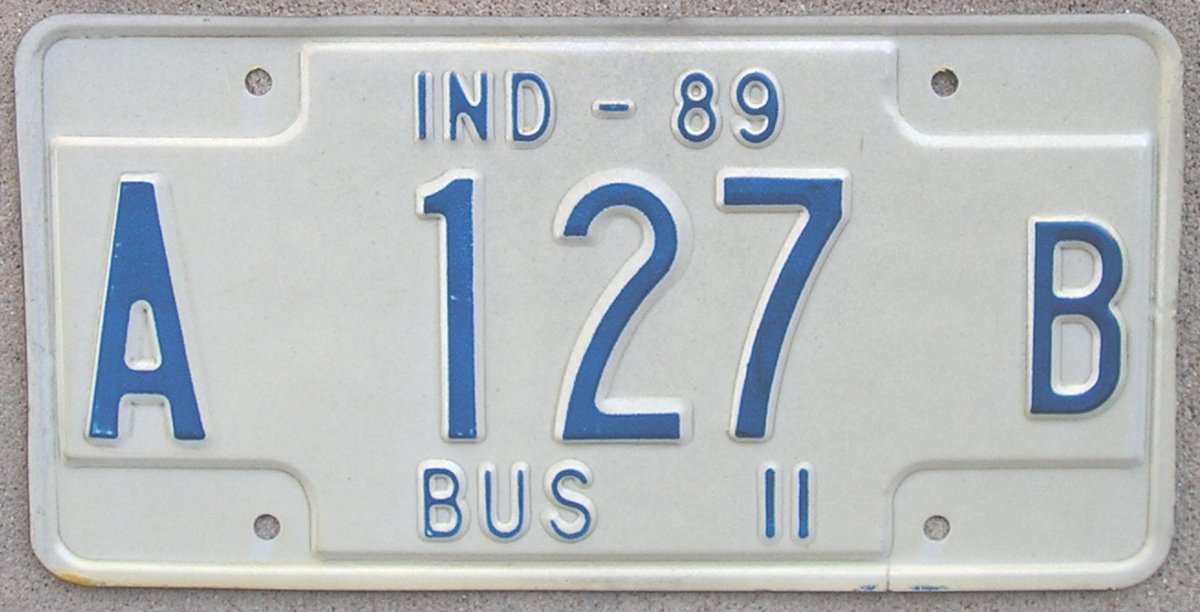 IND - 89
A 127 B
BUS 11